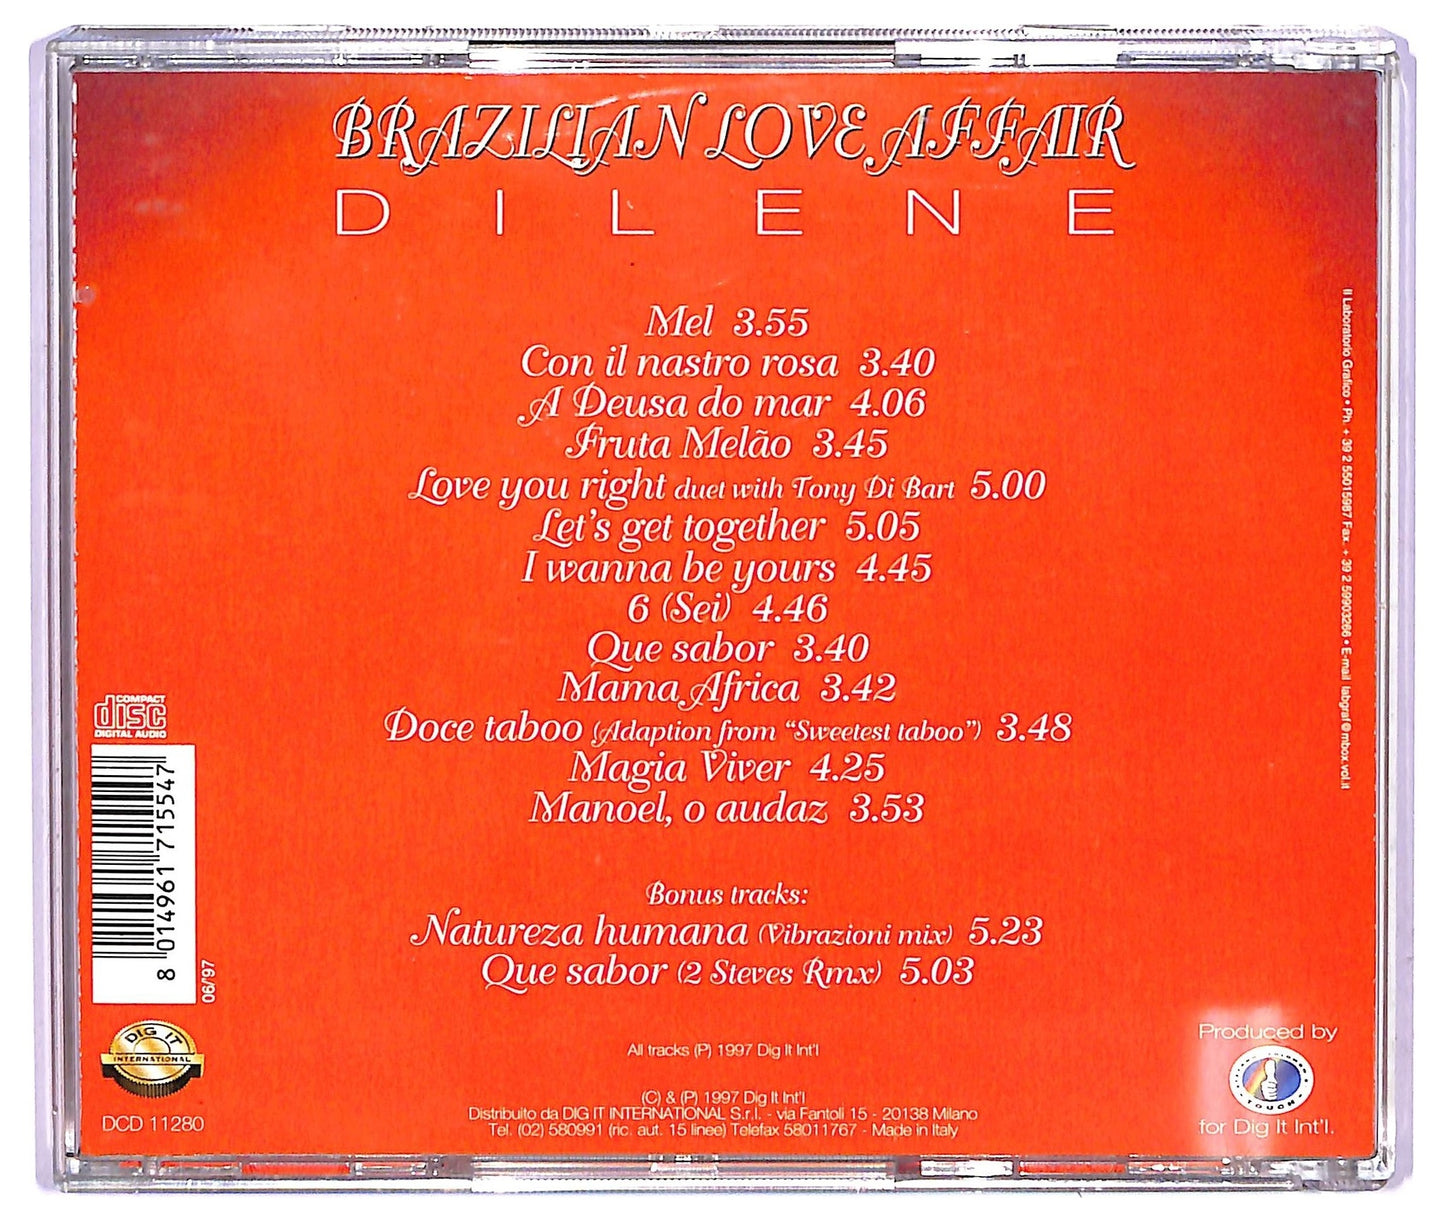 BRAZILIAN LOVE AFFAIR
DILENE
Mel 3.55
Con il nastro rosa 3.40
A Deusa do mar 4.06
Fruta Melão 3.45
Love you right duet with Tony Di Bart 5.00
Let's get together 5.05
I wanna be yours 4.45
6 (Sei) 4.46
Que sabor 3.40
Mama Africa 3.42
Doce taboo (Adaption from “Sweetest taboo”) 3.48
Magia Viver 4.25
Manoel, o audaz 3.53
Bonus tracks:
Natureza humana (Vibrazioni mix) 5.23
Que sabor (2 Steves Rmx) 5.03
All tracks (P) 1997 Dig It Int'l
(C) & (P) 1997 Dig It Int'l
Distribuito da DIG IT INTERNATIONAL S.r.l. - via Fantoli 15 - 20138 Milano
Tel. (02) 580991 (ric. aut. 15 linee) Telefax 58011767 - Made in Italy
COMPACT
disc
DIGITAL AUDIO
8 014961 715547
06/'97
DIG IT
INTERNATIONAL
DCD 11280
Il Laboratorio Grafico • Ph. + 39 2 55015987 Fax. + 39 2 59903266 • E-mail labgraf@mbox.vol.it
Produced by
TOUCH
for Dig It Int'l.